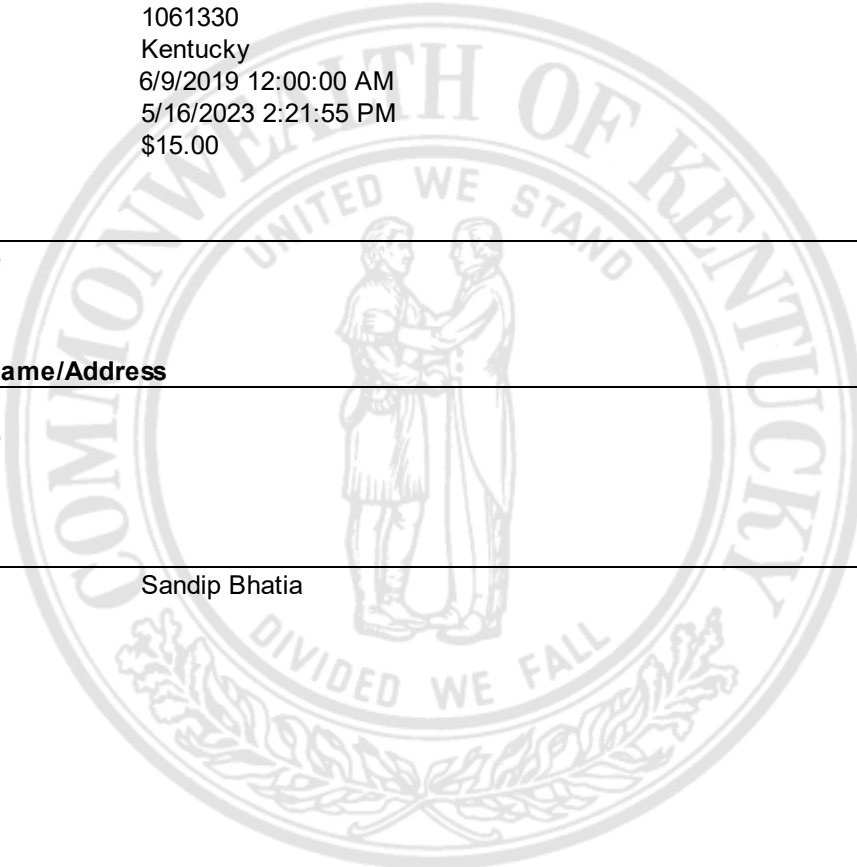 1061330
Kentucky
6/9/2019 12:00:00 AM
5/16/2023 2:21:55 PM
$15.00
COMMONWEALTH OF KENTUCKY
UNITED WE STAND
ame/Address
Sandip Bhatia
DIVIDED WE FALL